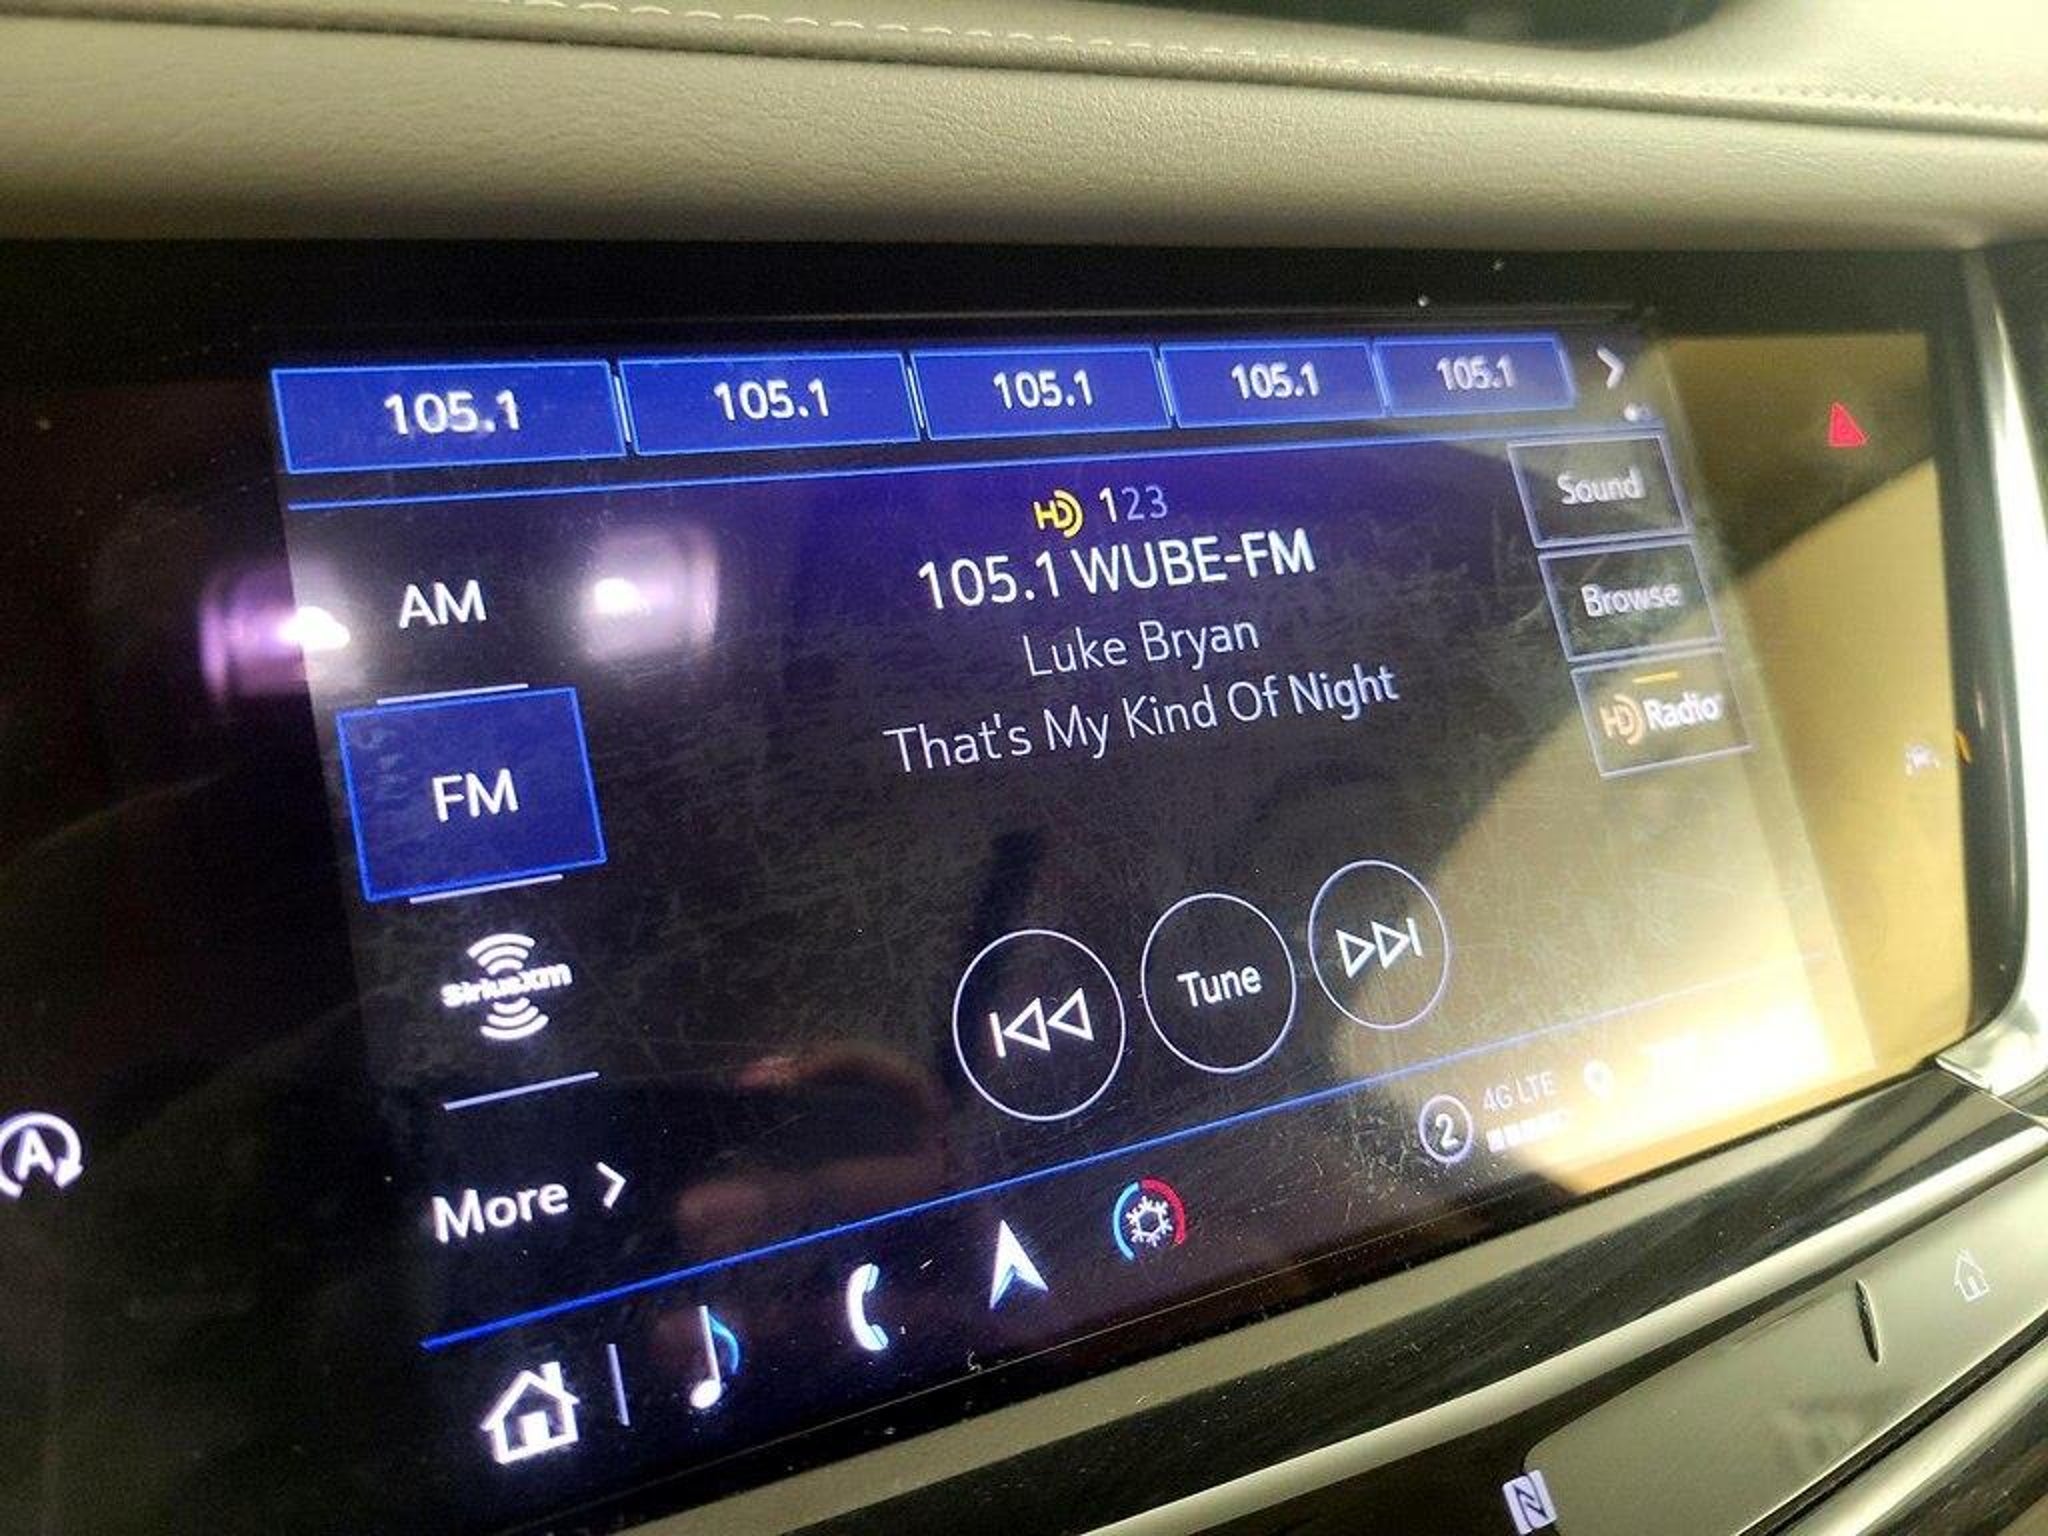 105.1 105.1 105.1 105.1 105.1
HD 123
105.1 WUBE-FM
Luke Bryan
That's My Kind Of Night
Sound
Browse
HD Radio
AM
FM
siriusxm
More
Tune
2 4G LTE
A